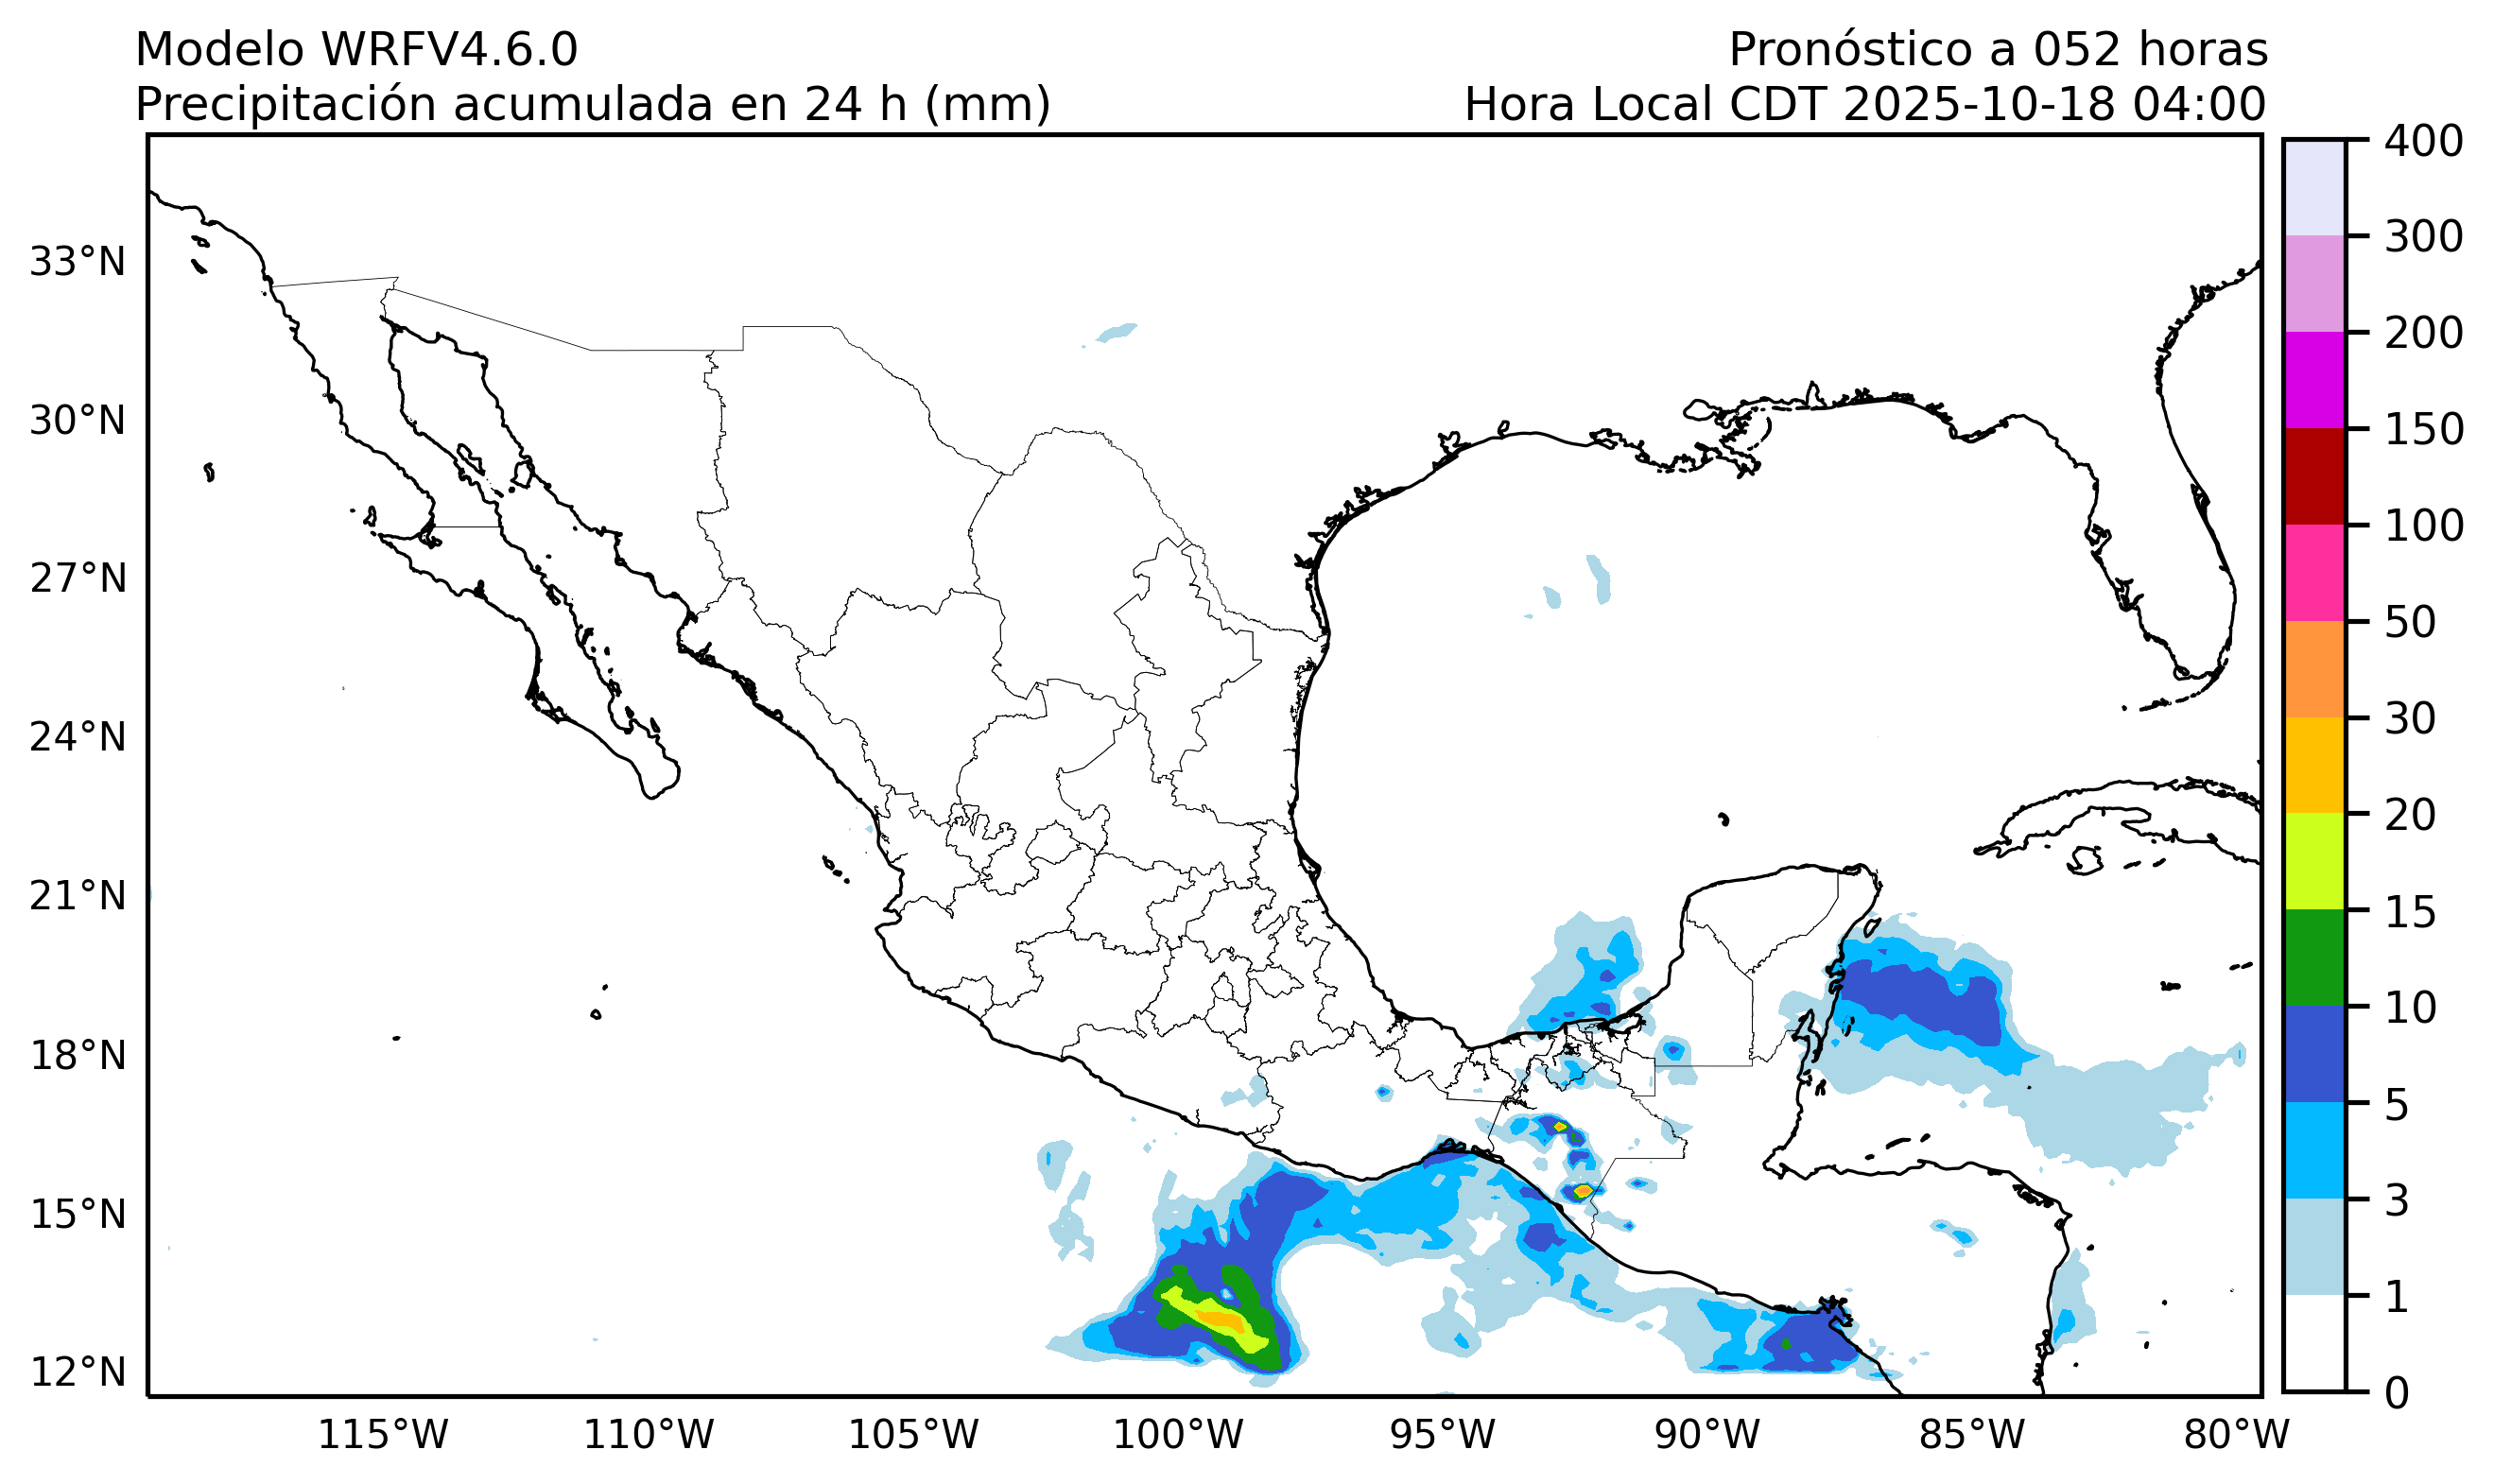 Modelo WRFV4.6.0
Pronóstico a 052 horas
Precipitación acumulada en 24 h (mm)
Hora Local CDT 2025-10-18 04:00
33°N
30°N
27°N
24°N
21°N
18°N
15°N
12°N
115°W
110°W
105°W
100°W
95°W
90°W
85°W
80°W
400
300
200
150
100
50
30
20
15
10
5
3
1
0